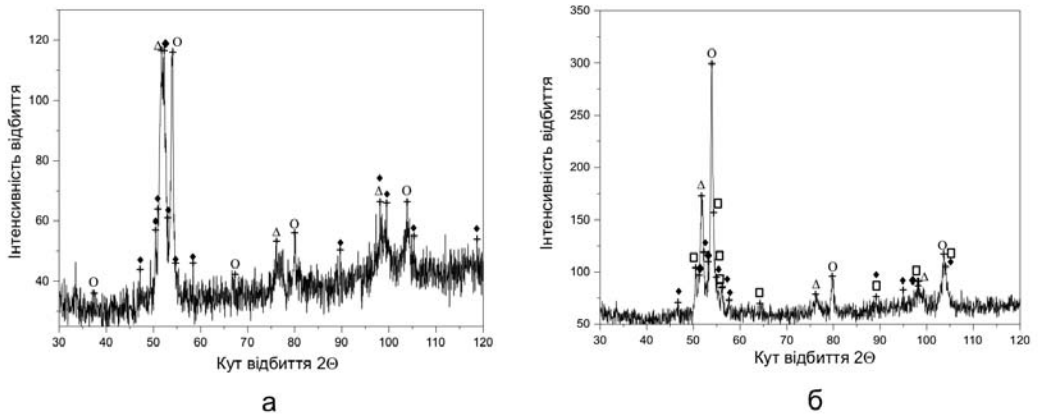 120
100
80
60
40
30 40 50 60 70 80 90 100 110 120
Інтенсивність відбиття
Кут відбиття 2Θ
Δ
O
O
O
Δ
O
Δ
O
а
350
300
250
200
150
100
50
30 40 50 60 70 80 90 100 110 120
Інтенсивність відбиття
Кут відбиття 2Θ
O
Δ
Δ
O
Δ
O
б